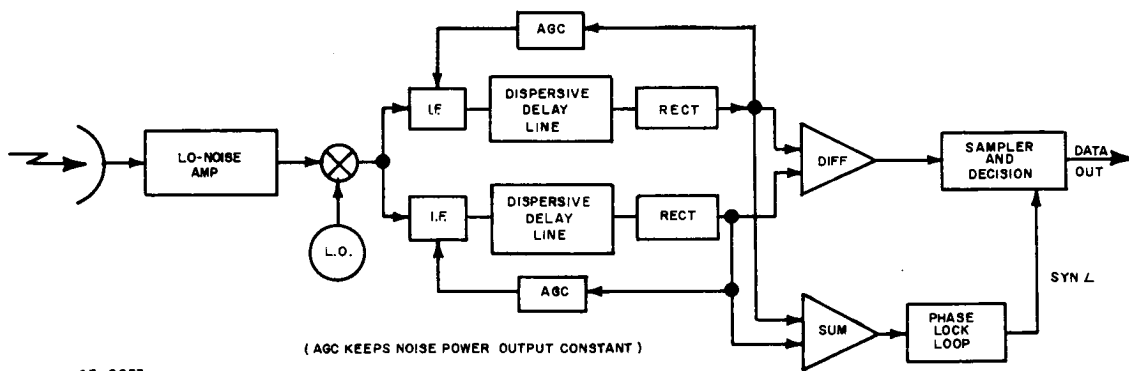 AGC
I.F.
DISPERSIVE
DELAY
LINE
RECT
LO-NOISE
AMP
DIFF
SAMPLER
AND
DECISION
DATA
OUT
I.F.
DISPERSIVE
DELAY
LINE
RECT
L.O.
AGC
SYN ∠
SUM
PHASE
LOCK
LOOP
( AGC KEEPS NOISE POWER OUTPUT CONSTANT )